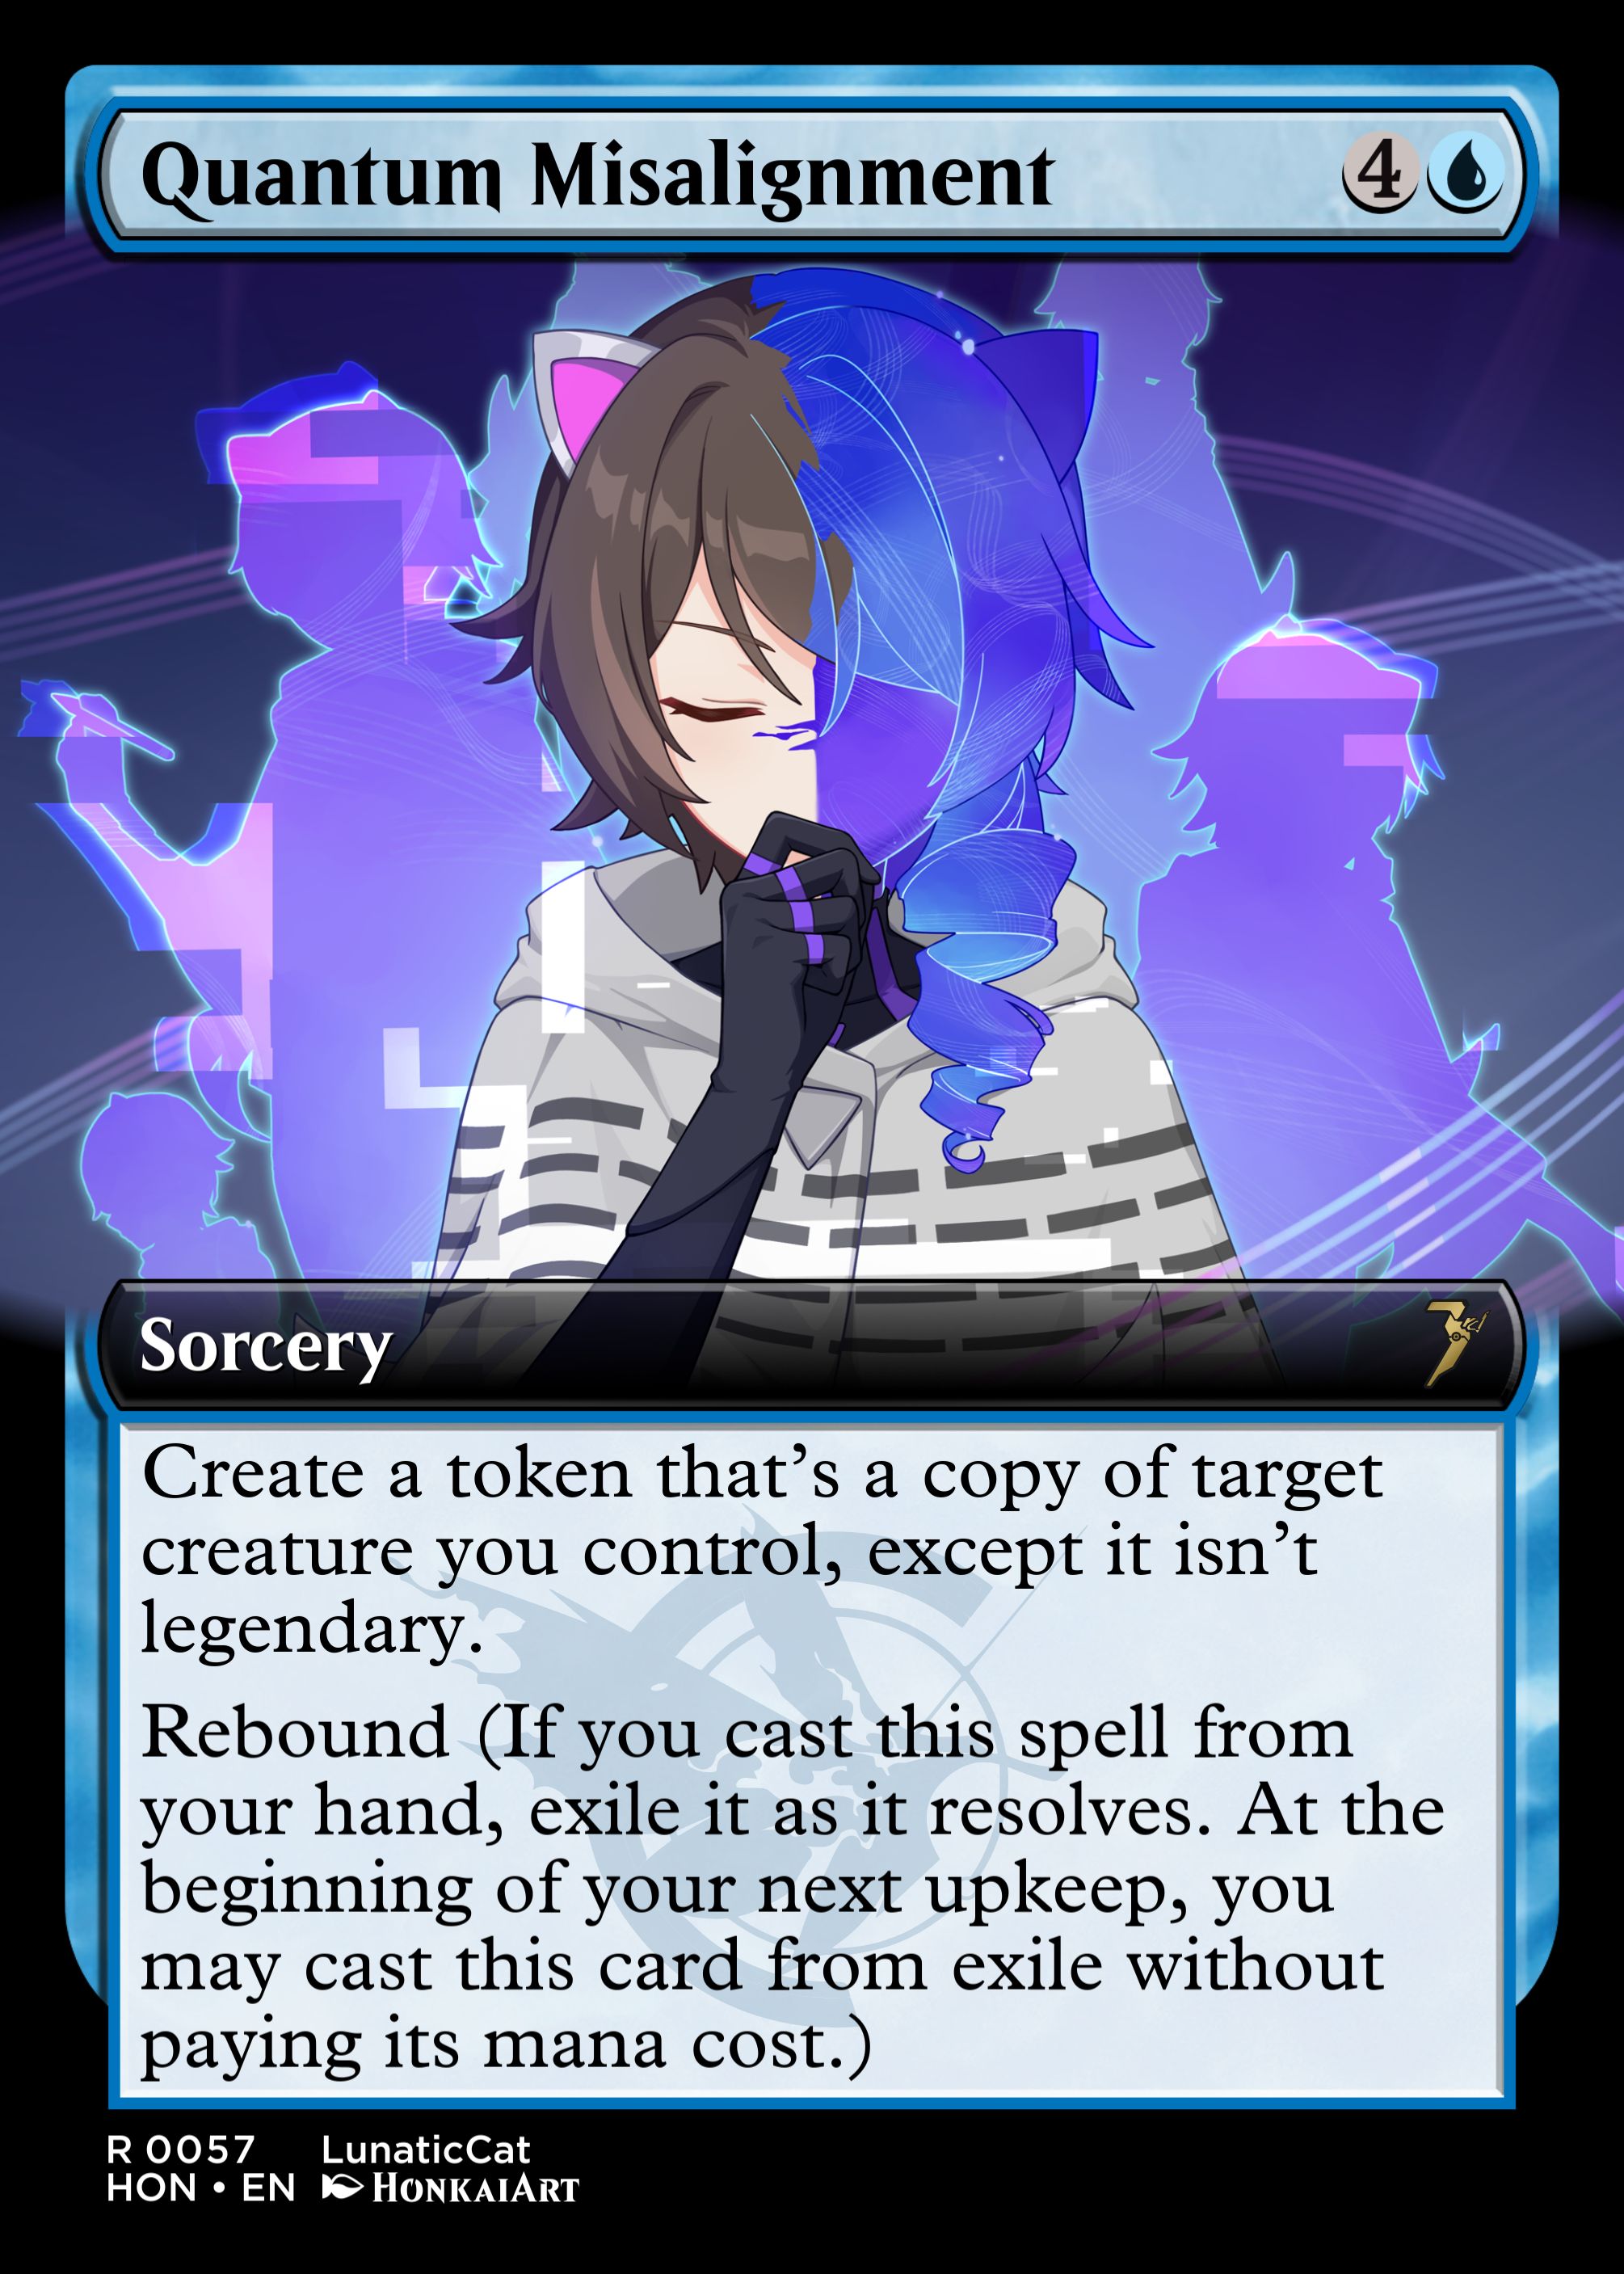 Quantum Misalignment 4
Sorcery
Create a token that’s a copy of target
creature you control, except it isn’t
legendary.
Rebound (If you cast this spell from
your hand, exile it as it resolves. At the
beginning of your next upkeep, you
may cast this card from exile without
paying its mana cost.)
R 0057 LunaticCat
HON • EN HonkaiArt